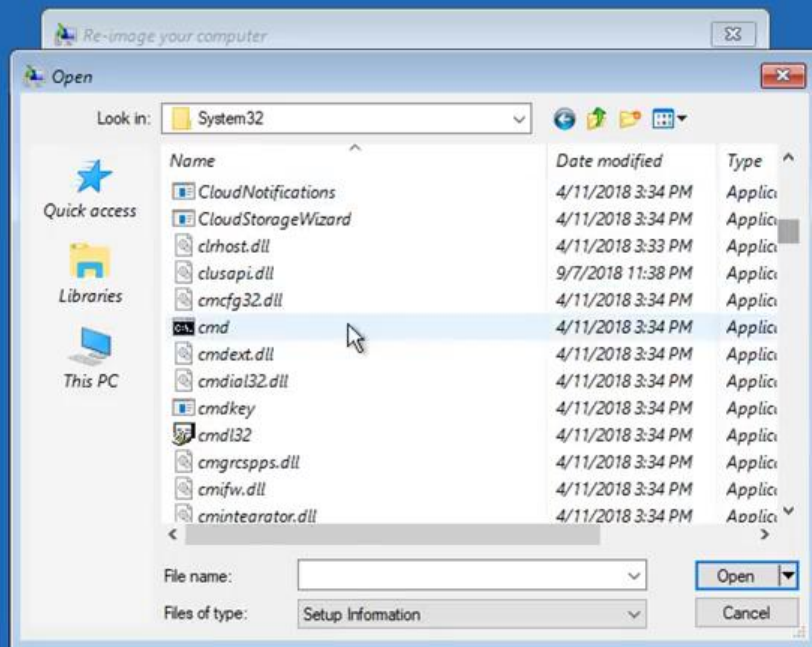 Re-image your computer
Open
Look in: System32
Name Date modified Type
CloudNotifications 4/11/2018 3:34 PM Applic
CloudStorageWizard 4/11/2018 3:34 PM Applic
clrhost.dll 4/11/2018 3:33 PM Applic
clusapi.dll 9/7/2018 11:38 PM Applic
cmcfg32.dll 4/11/2018 3:34 PM Applic
cmd 4/11/2018 3:34 PM Applic
cmdext.dll 4/11/2018 3:34 PM Applic
cmdial32.dll 4/11/2018 3:34 PM Applic
cmdkey 4/11/2018 3:34 PM Applic
cmdl32 4/11/2018 3:34 PM Applic
cmgrcspps.dll 4/11/2018 3:34 PM Applic
cmifw.dll 4/11/2018 3:34 PM Applic
cmintegrator.dll 4/11/2018 3:34 PM Applic
Quick access
Libraries
This PC
File name:
Open
Files of type: Setup Information
Cancel